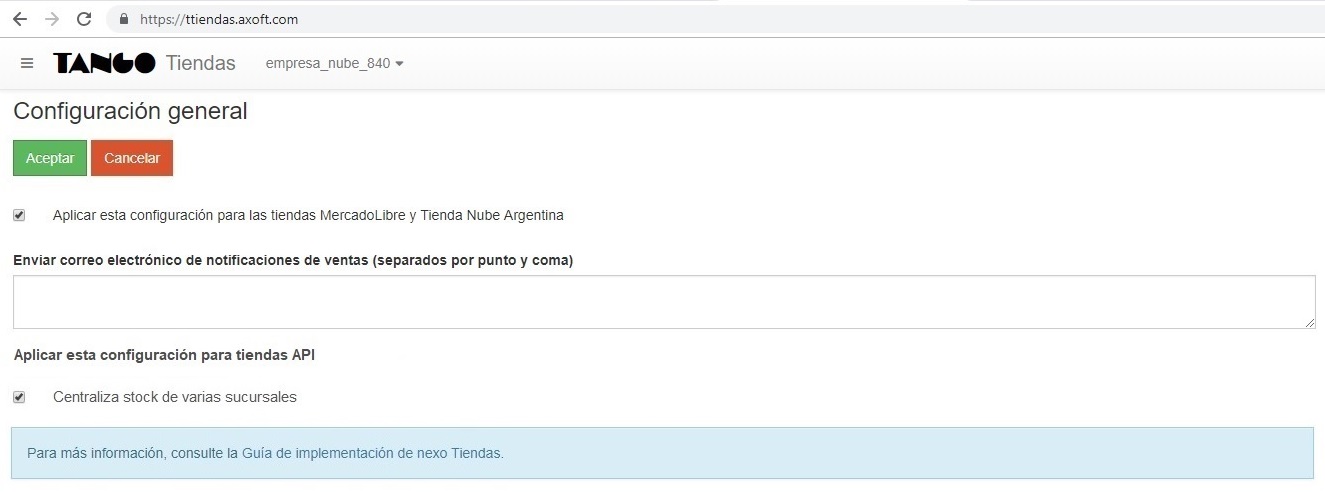 https://ttiendas.axoft.com
TANGO Tiendas empresa_nube_840
Configuración general
Aceptar Cancelar
Aplicar esta configuración para las tiendas MercadoLibre y Tienda Nube Argentina
Enviar correo electrónico de notificaciones de ventas (separados por punto y coma)
Aplicar esta configuración para tiendas API
Centraliza stock de varias sucursales
Para más información, consulte la Guía de implementación de nexo Tiendas.